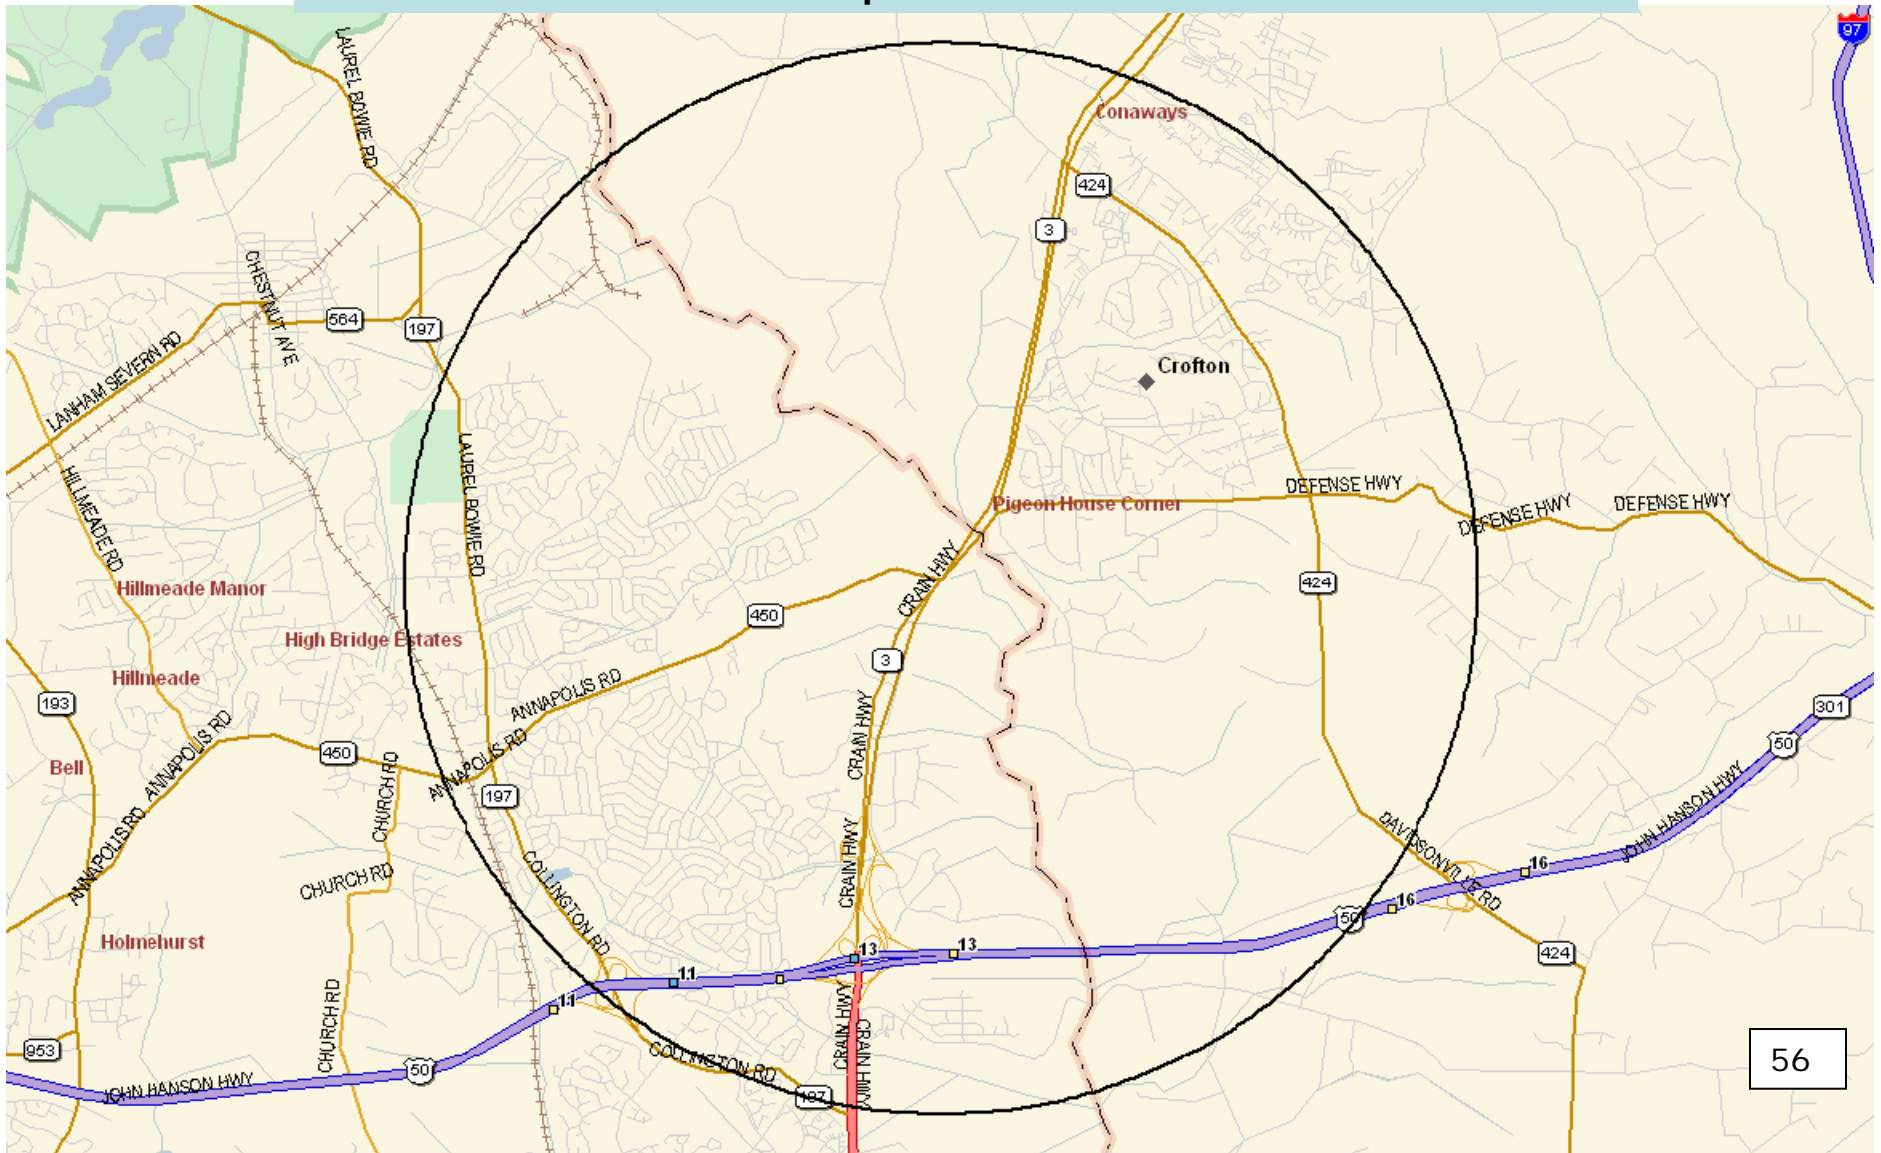 97
LAUREL BOWIE RD
Conaways
424
3
CHESTNUT AVE
564
197
LANHAM SEVERN RD
Crofton
HILLMEADE RD
LAUREL BOWIE RD
Pigeon House Corner
DEFENSE HWY
DEFENSE HWY
DEFENSE HWY
CRAIN HWY
424
Hillmeade Manor
450
High Bridge Estates
3
Hillmeade
193
ANNAPOLIS RD
301
ANNAPOLIS RD
450
ANNAPOLIS RD
CRAIN HWY
50
Bell
CHURCH RD
197
ANNAPOLIS RD
JOHN HANSON HWY
DAVIDSONVILLE RD
CHURCH RD
COLLINGTON RD
CRAIN HWY
16
16
50
Holmehurst
13
13
424
11
11
CHURCH RD
CRAIN HWY
CRAIN HWY
953
COLLINGTON RD
50
JOHN HANSON HWY
197
56